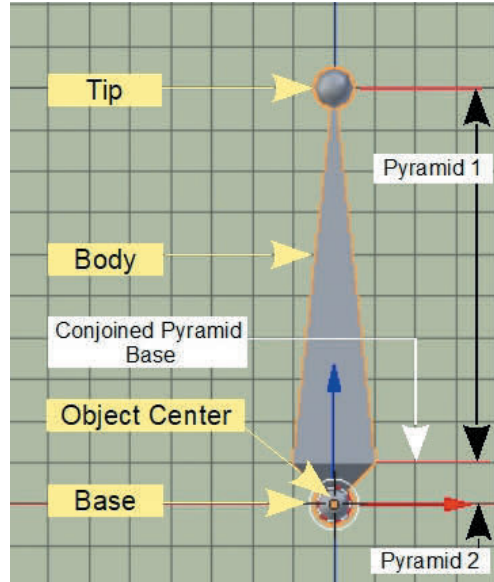 Tip
Pyramid 1
Body
Conjoined Pyramid
Base
Object Center
Base
Pyramid 2